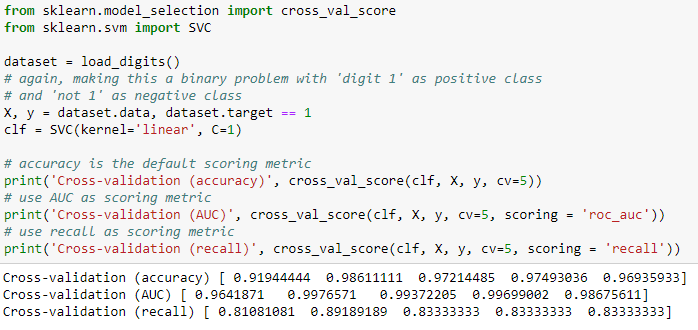 from sklearn.model_selection import cross_val_score
from sklearn.svm import SVC
dataset = load_digits()
# again, making this a binary problem with 'digit 1' as positive class
# and 'not 1' as negative class
X, y = dataset.data, dataset.target == 1
clf = SVC(kernel='linear', C=1)
# accuracy is the default scoring metric
print('Cross-validation (accuracy)', cross_val_score(clf, X, y, cv=5))
# use AUC as scoring metric
print('Cross-validation (AUC)', cross_val_score(clf, X, y, cv=5, scoring = 'roc_auc'))
# use recall as scoring metric
print('Cross-validation (recall)', cross_val_score(clf, X, y, cv=5, scoring = 'recall'))
Cross-validation (accuracy) [ 0.91944444  0.98611111  0.97214485  0.97493036  0.96935933]
Cross-validation (AUC) [ 0.9641871   0.9976571   0.99372205  0.99699002  0.98675611]
Cross-validation (recall) [ 0.81081081  0.89189189  0.83333333  0.83333333  0.83333333]